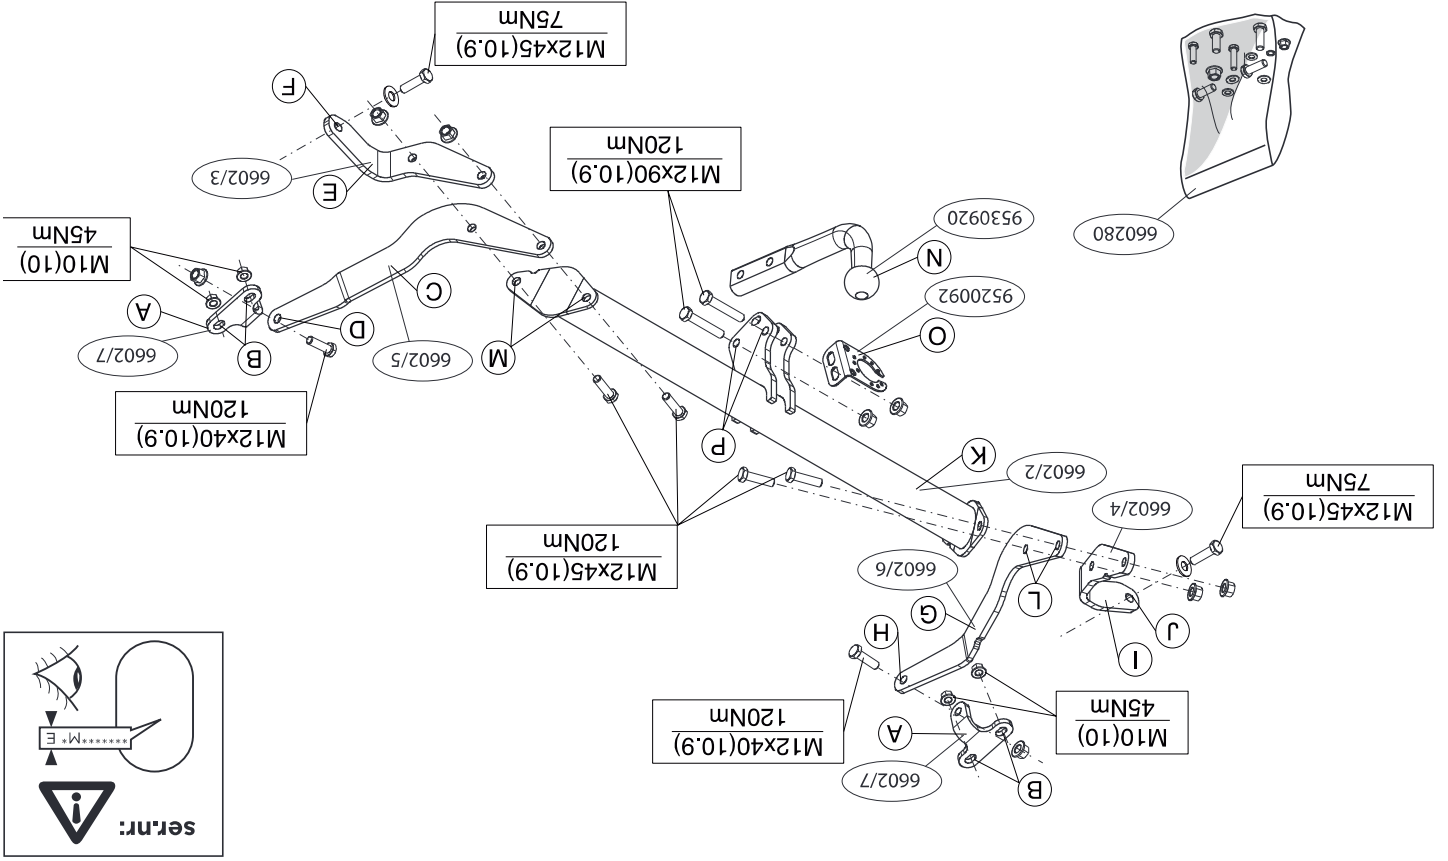 ser.nr:
E *M*******
B
6602/7
A
M10(10)
45Nm
M12x40(10.9)
120Nm
I
J
H
G
L
6602/6
M12x45(10.9)
120Nm
6602/4
M12x45(10.9)
75Nm
6602/2
K
P
M12x40(10.9)
120Nm
B
6602/7
A
M
6602/5
D
C
O
9520092
N
9530920
M10(10)
45Nm
660280
E
6602/3
F
M12x90(10.9)
120Nm
M12x45(10.9)
75Nm